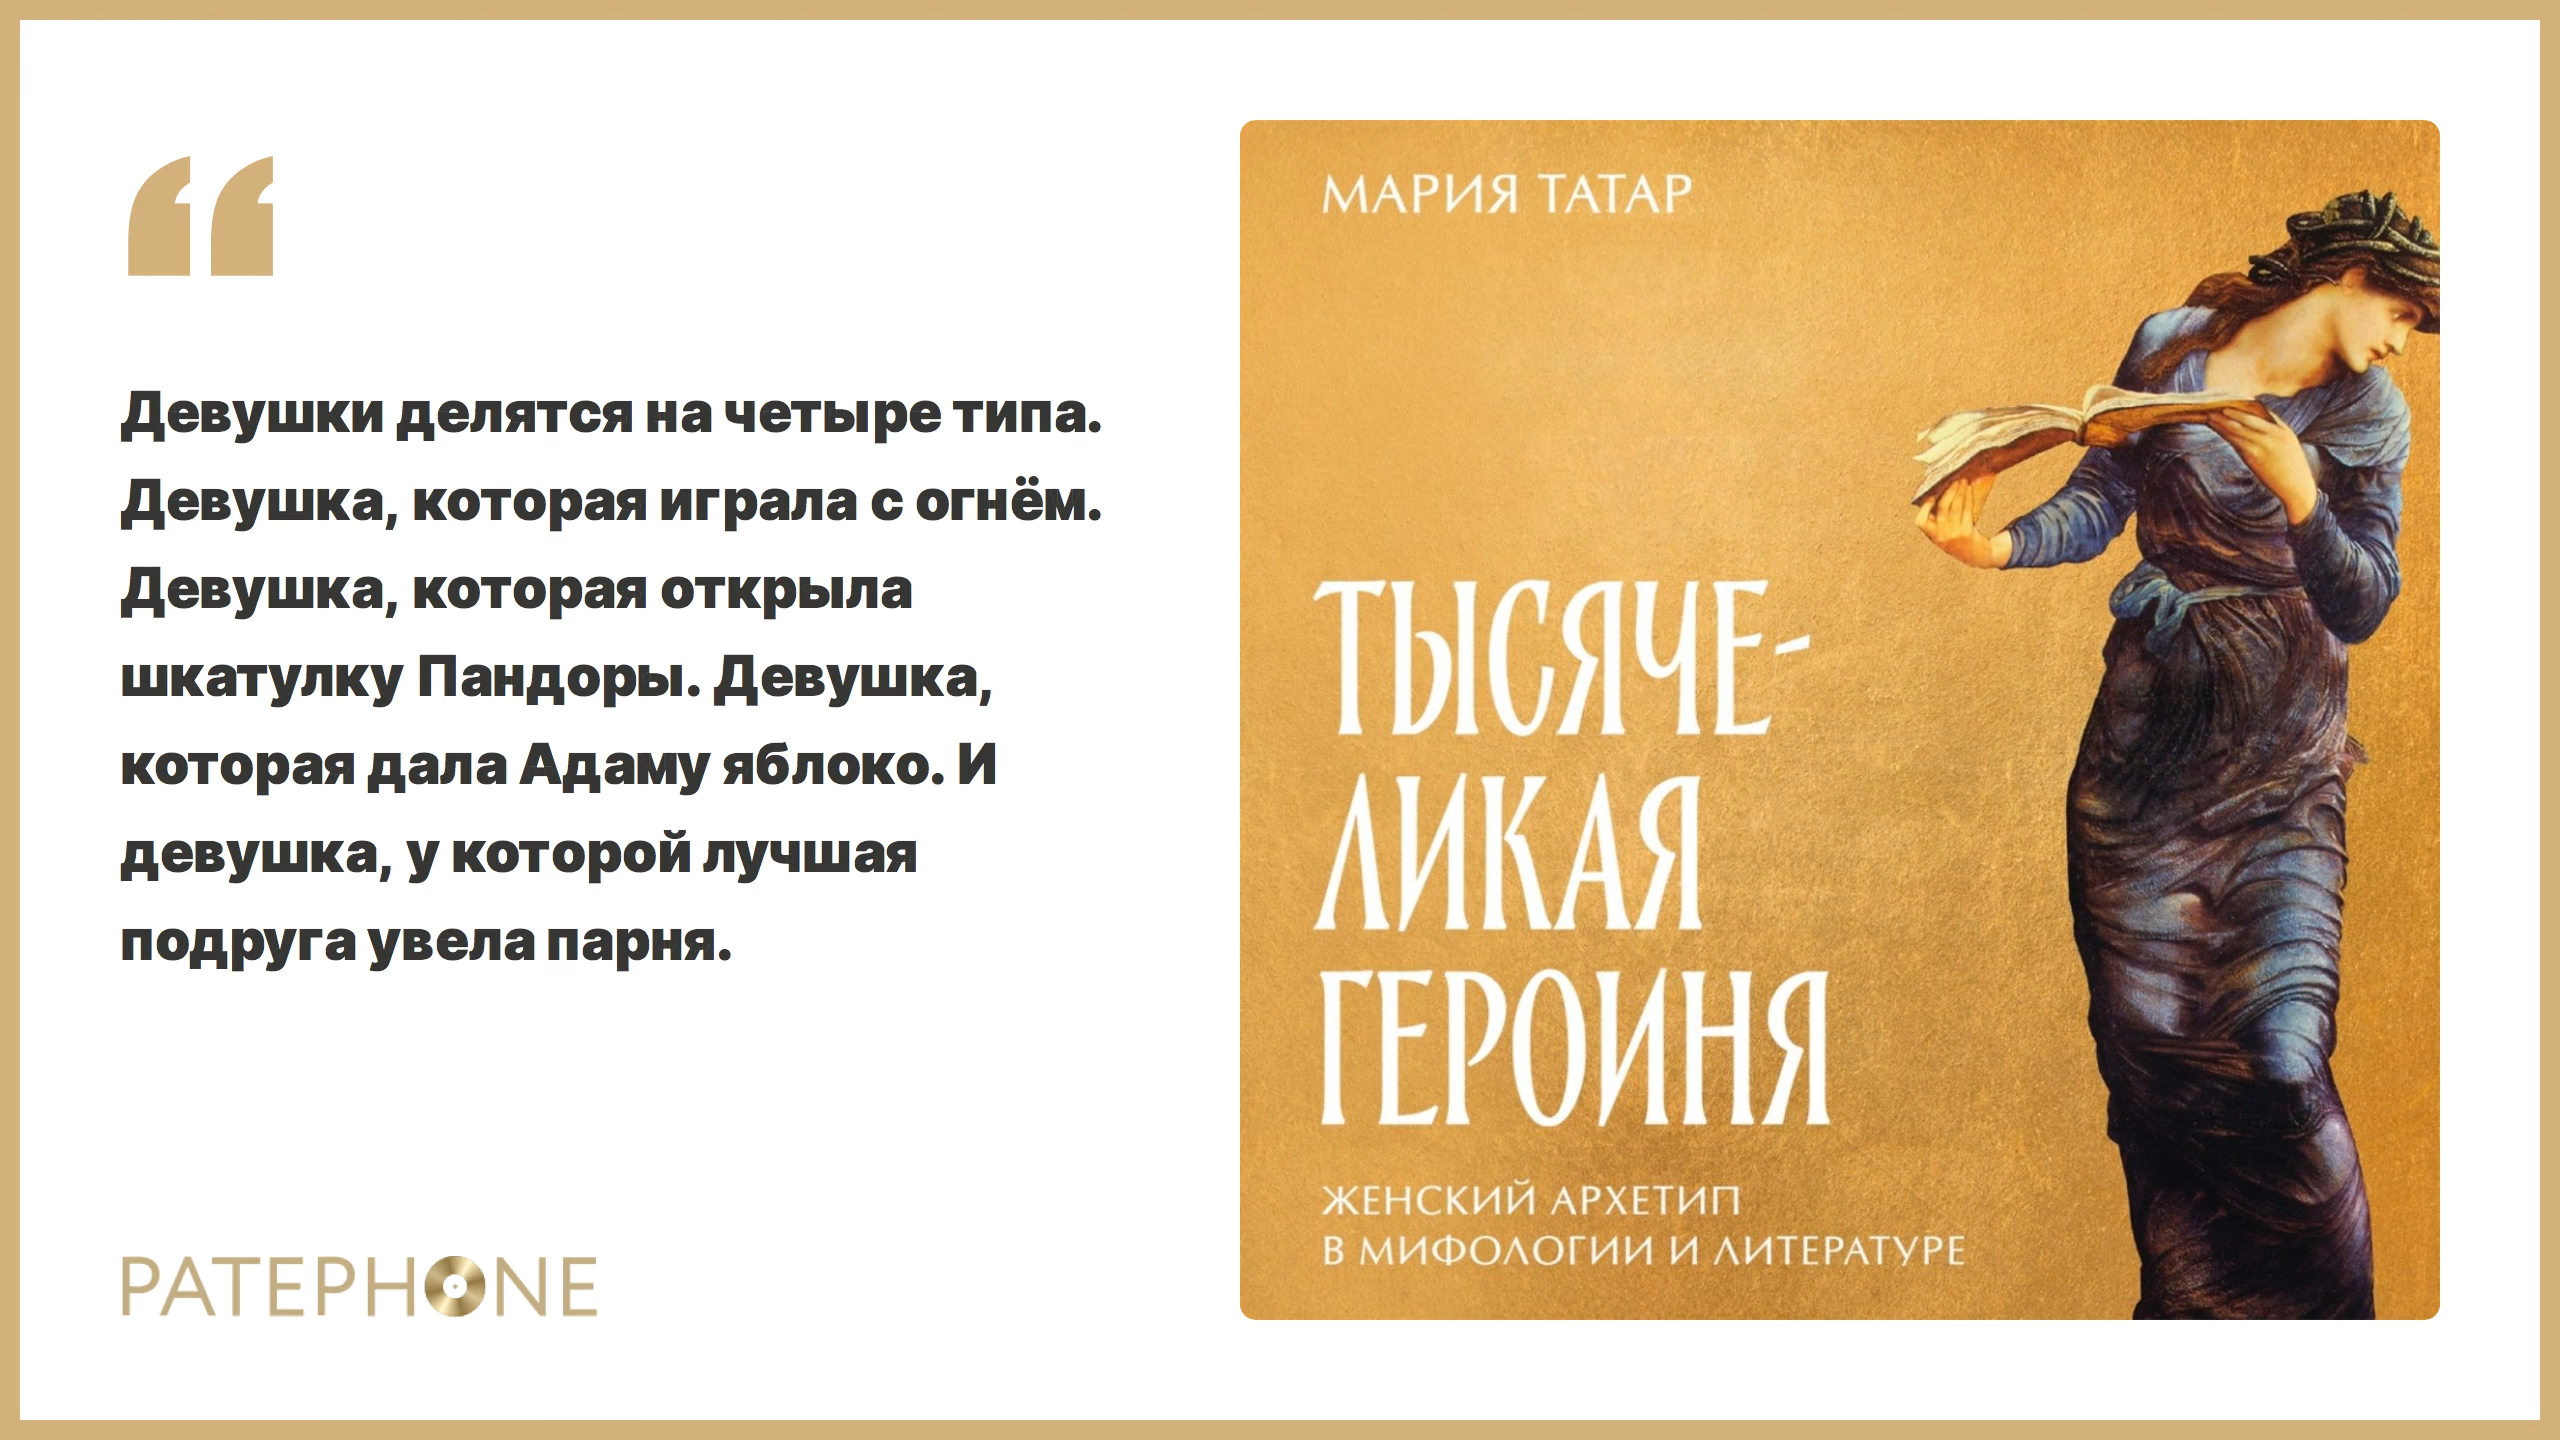 Девушки делятся на четыре типа.
Девушка, которая играла с огнём.
Девушка, которая открыла
шкатулку Пандоры. Девушка,
которая дала Адаму яблоко. И
девушка, у которой лучшая
подруга увела парня.
PATEPHONE
МАРИЯ ТАТАР
ТЫСЯЧЕ-
ЛИКАЯ
ГЕРОИНЯ
ЖЕНСКИЙ АРХЕТИП
В МИФОЛОГИИ И ЛИТЕРАТУРЕ